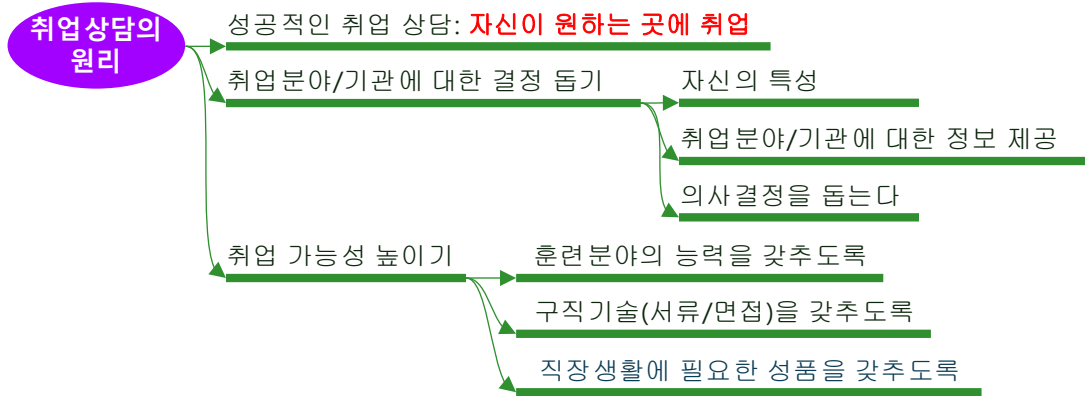 취업상담의
원리
성공적인 취업 상담: 자신이 원하는 곳에 취업
취업분야/기관에 대한 결정 돕기
자신의 특성
취업분야/기관에 대한 정보 제공
의사결정을 돕는다
취업 가능성 높이기
훈련분야의 능력을 갖추도록
구직기술(서류/면접)을 갖추도록
직장생활에 필요한 성품을 갖추도록